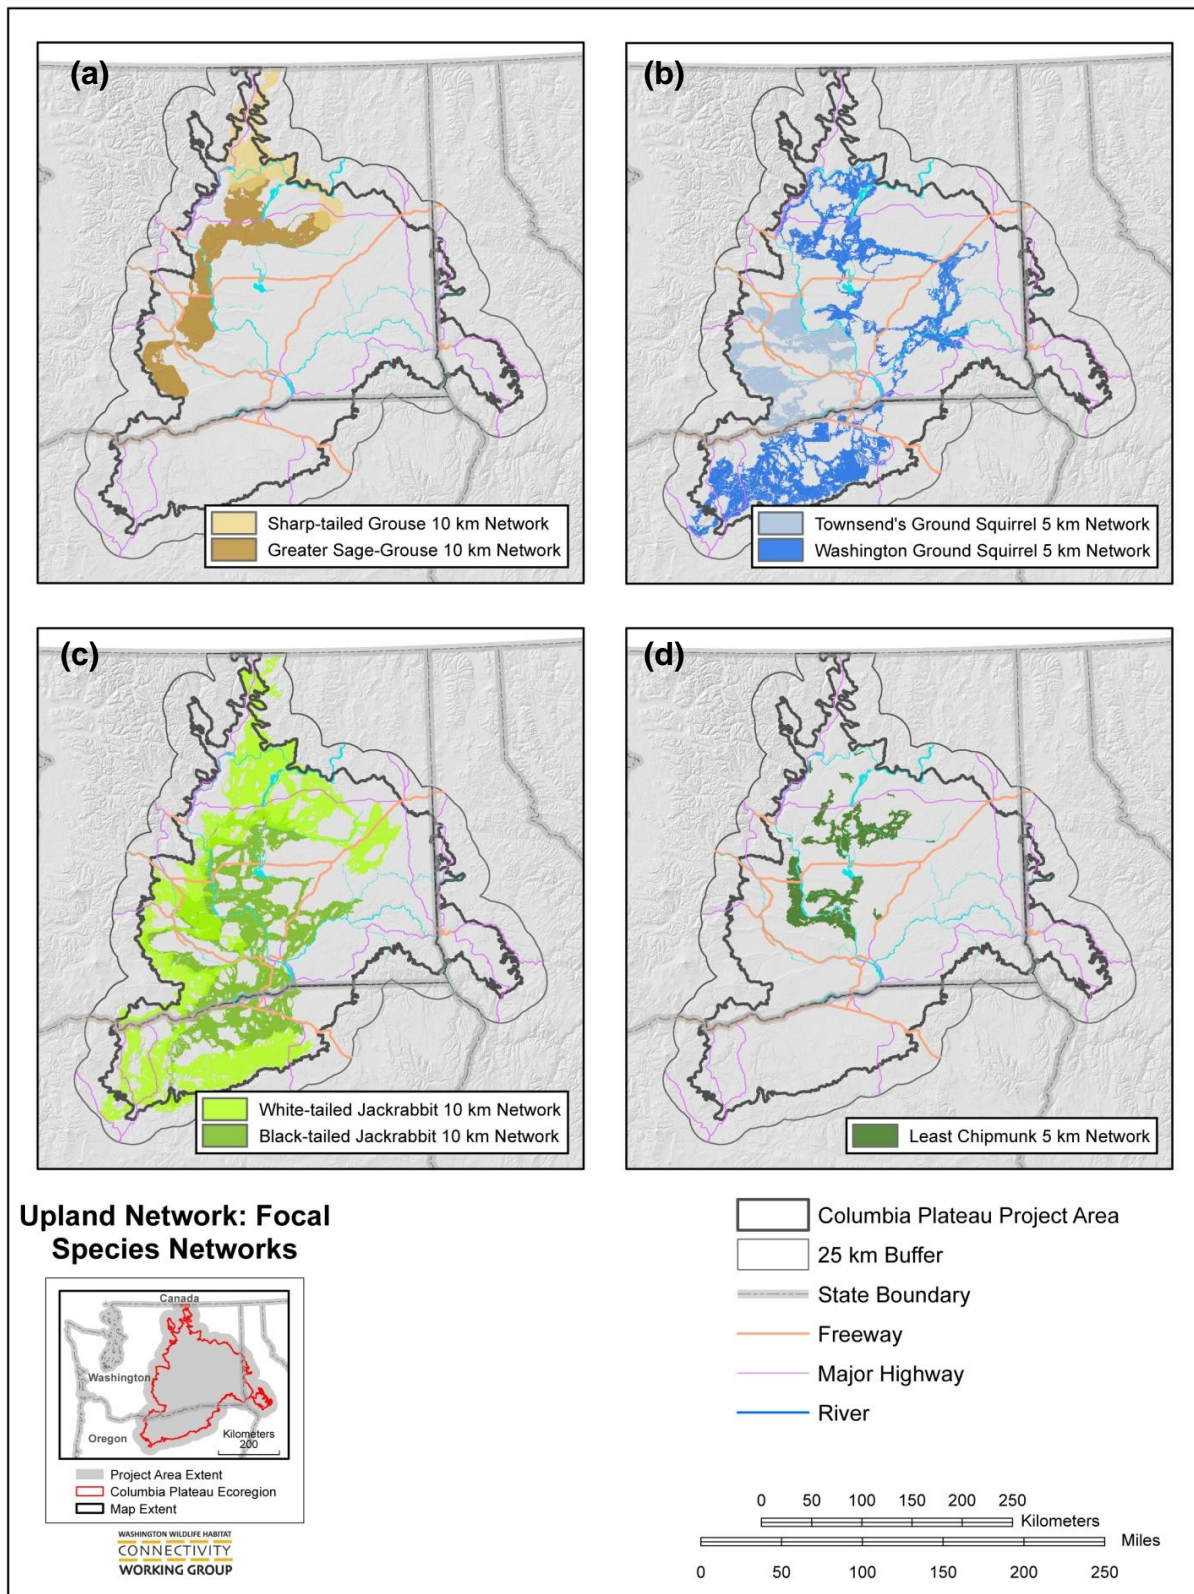 (a)
(b)
Sharp-tailed Grouse 10 km Network
Greater Sage-Grouse 10 km Network
Townsend's Ground Squirrel 5 km Network
Washington Ground Squirrel 5 km Network
(c)
(d)
White-tailed Jackrabbit 10 km Network
Black-tailed Jackrabbit 10 km Network
Least Chipmunk 5 km Network
Upland Network: Focal
Species Networks
Canada
Washington
Oregon
Kilometers
200
Project Area Extent
Columbia Plateau Ecoregion
Map Extent
WASHINGTON WILDLIFE HABITAT
CONNECTIVITY
WORKING GROUP
Columbia Plateau Project Area
25 km Buffer
State Boundary
Freeway
Major Highway
River
0 50 100 150 200 250
Kilometers
Miles
0 50 100 150 200 250